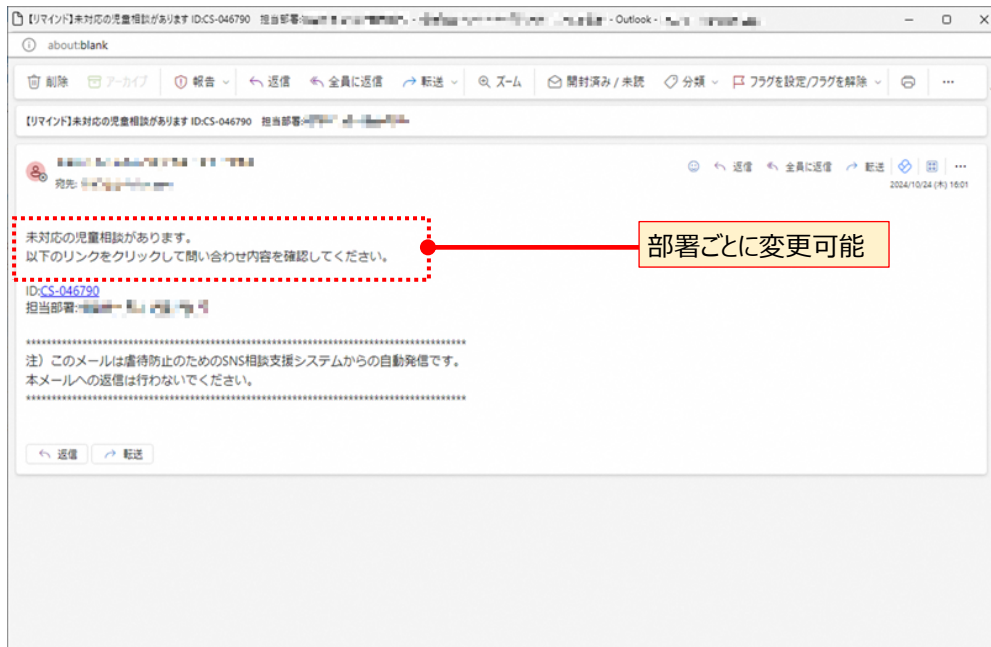 【リマインド】未対応の児童相談があります ID:CS-046790 担当部署:
- Outlook -
about:blank
削除 アーカイブ 報告 返信 全員に返信 転送 ズーム 開封済み / 未読 分類 フラグを設定/フラグを解除
【リマインド】未対応の児童相談があります ID:CS-046790 担当部署:
返信 全員に返信 転送
宛先:
2024/10/24 (木) 16:01
未対応の児童相談があります。
以下のリンクをクリックして問い合わせ内容を確認してください。
部署ごとに変更可能
ID:CS-046790
担当部署:
********************************************************************************
注）このメールは虐待防止のためのSNS相談支援システムからの自動発信です。
本メールへの返信は行わないでください。
********************************************************************************
返信 転送